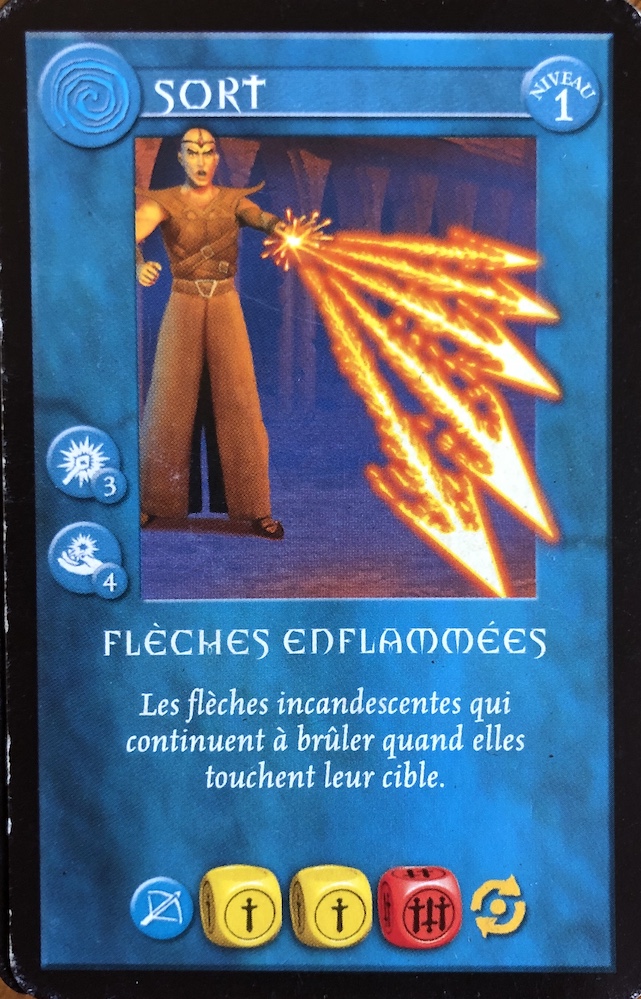 SORT
NIVEAU
1
3
4
FLÈCHES ENFLAMMÉES
Les flèches incandescentes qui
continuent à brûler quand elles
touchent leur cible.